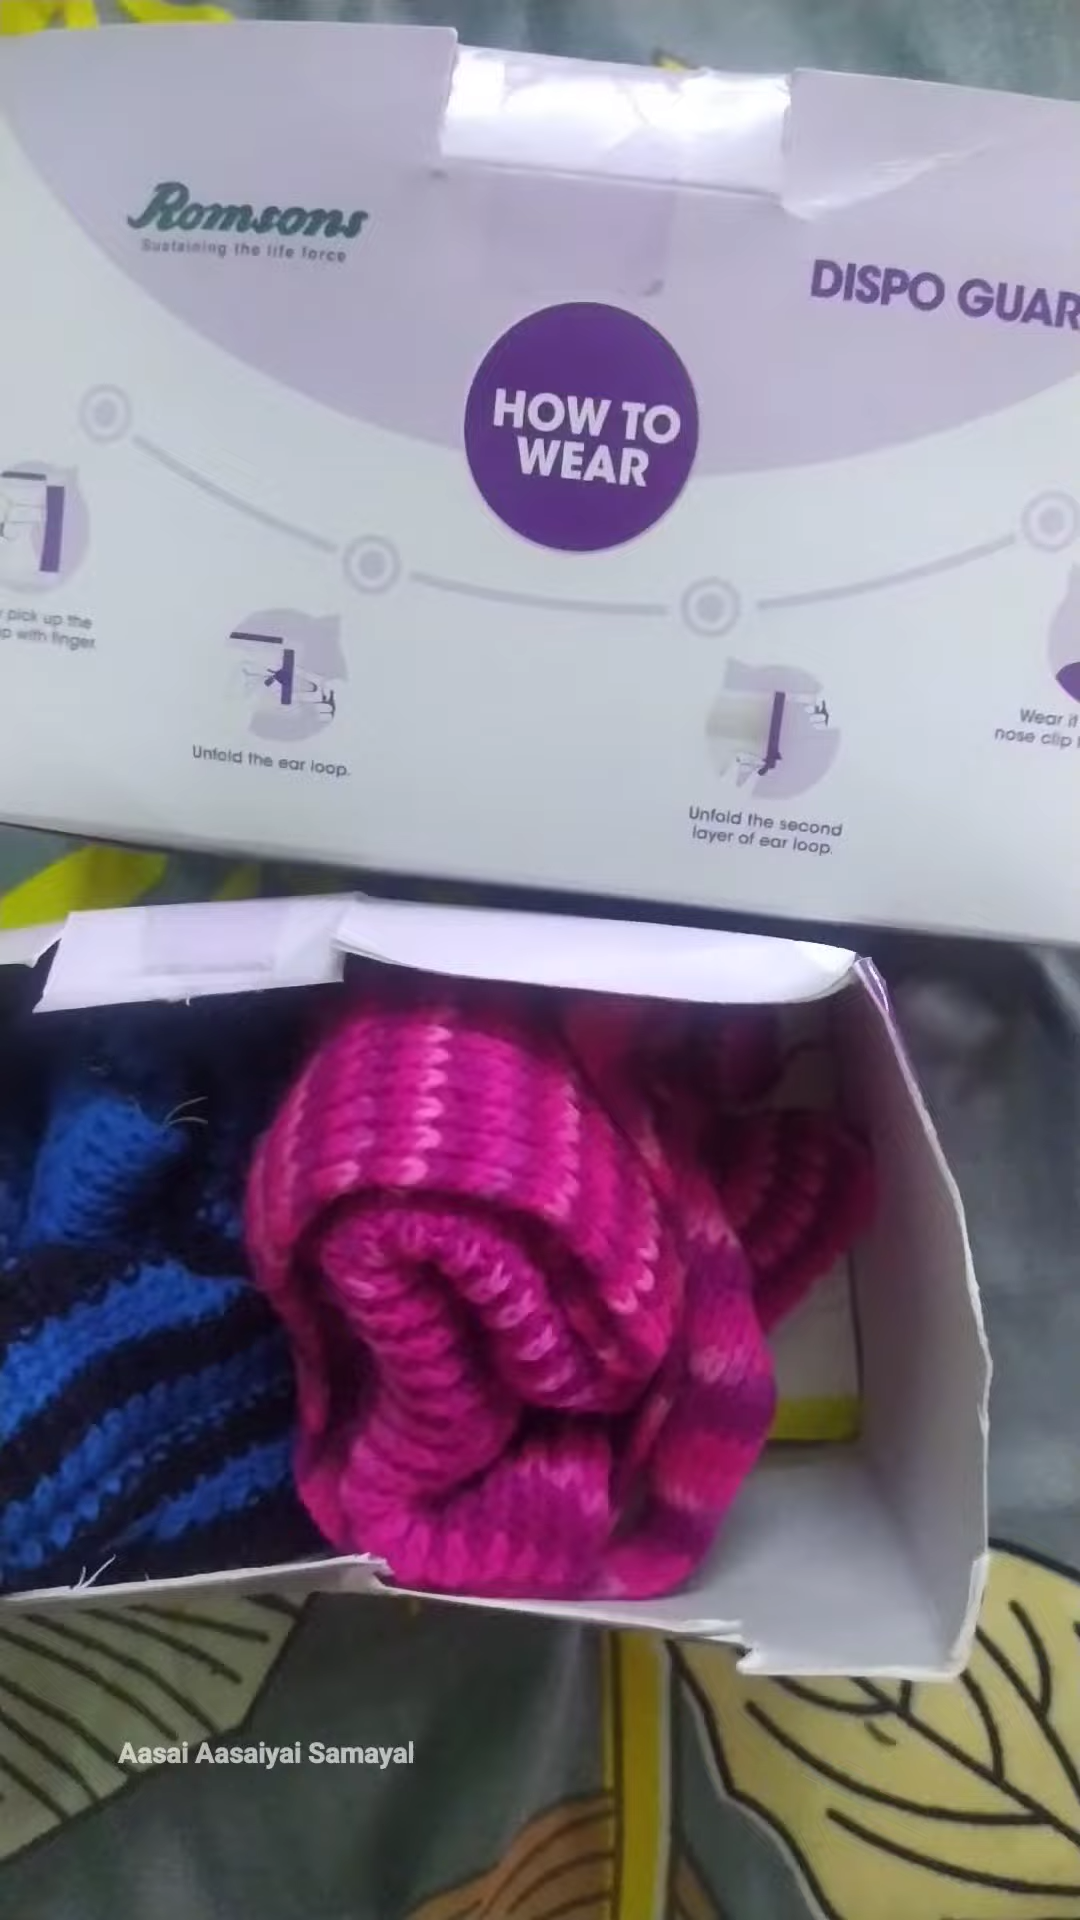 Romsons
Sustaining the life force
DISPO GUAR
HOW TO
WEAR
pick up the
p with finger.
Unfold the ear loop.
Unfold the second
layer of ear loop.
Wear it
nose clip
Aasai Aasaiyai Samayal